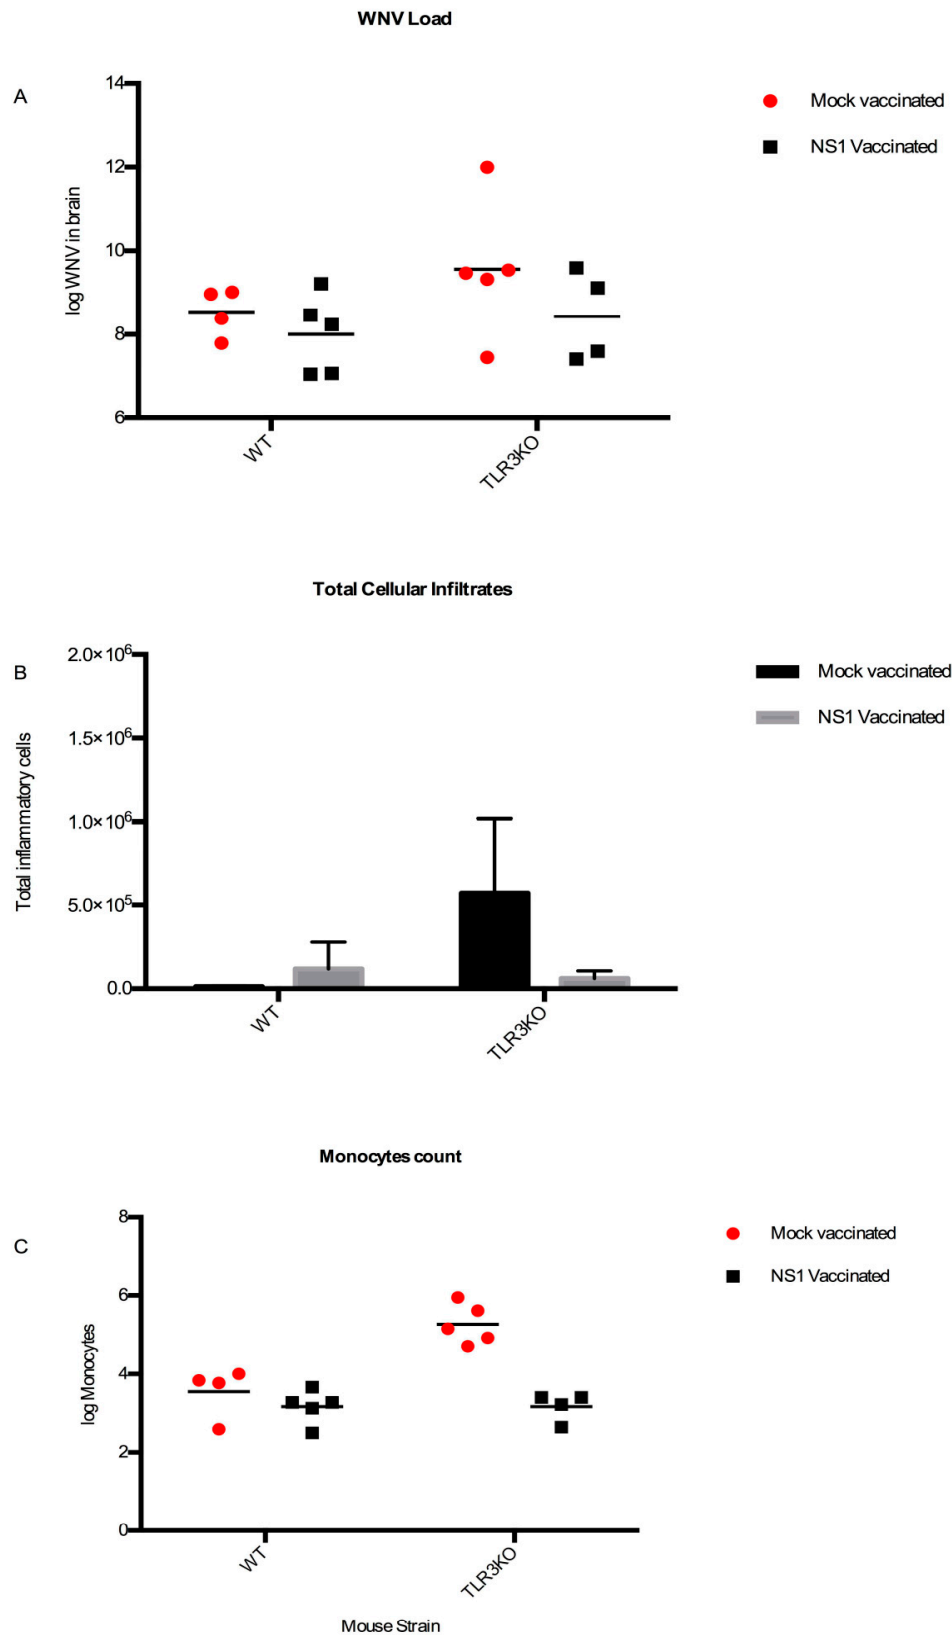 WNV Load
A
14
12
10
8
6
log WNV in brain
WT
TLR3KO
Mock vaccinated
NS1 Vaccinated
Total Cellular Infiltrates
B
2.0×10⁶
1.5×10⁶
1.0×10⁶
5.0×10⁵
0.0
Total inflammatory cells
WT
TLR3KO
Mock vaccinated
NS1 Vaccinated
Monocytes count
C
8
6
4
2
0
log Monocytes
WT
TLR3KO
Mock vaccinated
NS1 Vaccinated
Mouse Strain